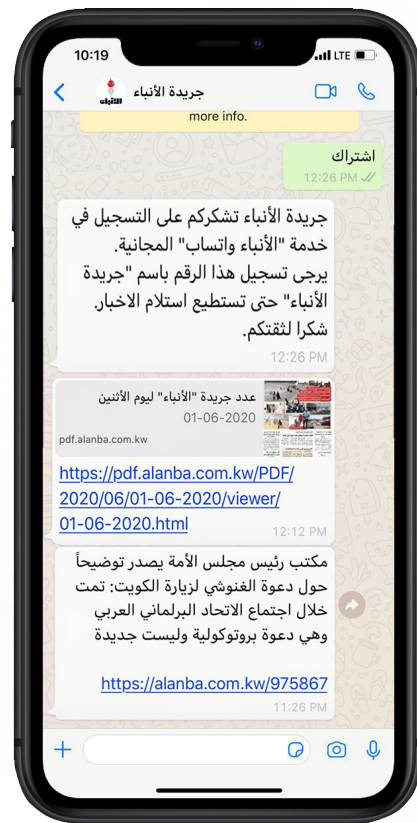 10:19
LTE
جريدة الأنباء
الأنباء
more info.
اشتراك
12:26 PM
جريدة الأنباء تشكركم على التسجيل في
خدمة "الأنباء واتساب" المجانية.
يرجى تسجيل هذا الرقم باسم "جريدة
الأنباء" حتى تستطيع استلام الاخبار.
شكرا لثقتكم.
12:26 PM
عدد جريدة "الأنباء" ليوم الأثنين
01-06-2020
pdf.alanba.com.kw
https://pdf.alanba.com.kw/PDF/
2020/06/01-06-2020/viewer/
01-06-2020.html
12:12 PM
مكتب رئيس مجلس الأمة يصدر توضيحاً
حول دعوة الغنوشي لزيارة الكويت: تمت
خلال اجتماع الاتحاد البرلماني العربي
وهي دعوة بروتوكولية وليست جديدة
https://alanba.com.kw/975867
11:26 PM